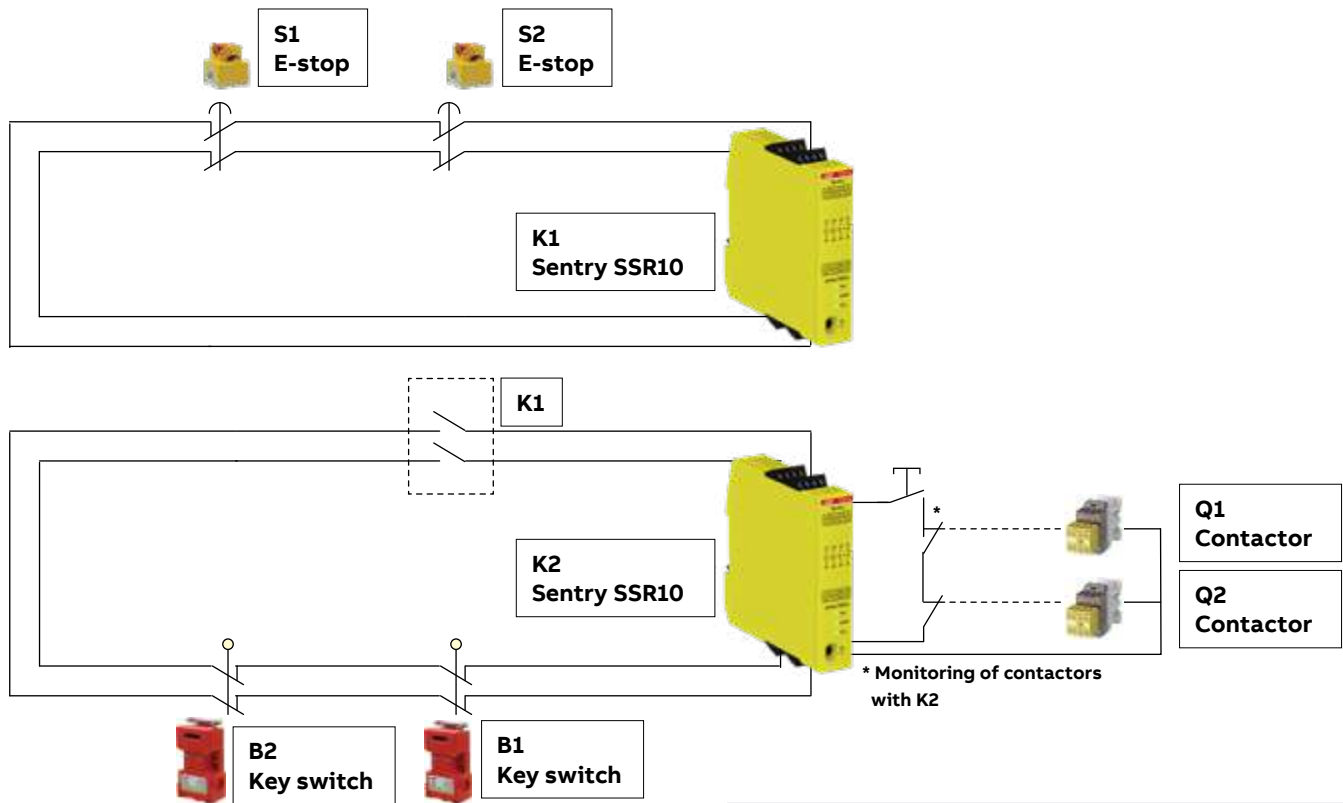 S1
E-stop
S2
E-stop
K1
Sentry SSR10
K1
K2
Sentry SSR10
*
Q1
Contactor
Q2
Contactor
* Monitoring of contactors
with K2
B2
Key switch
B1
Key switch